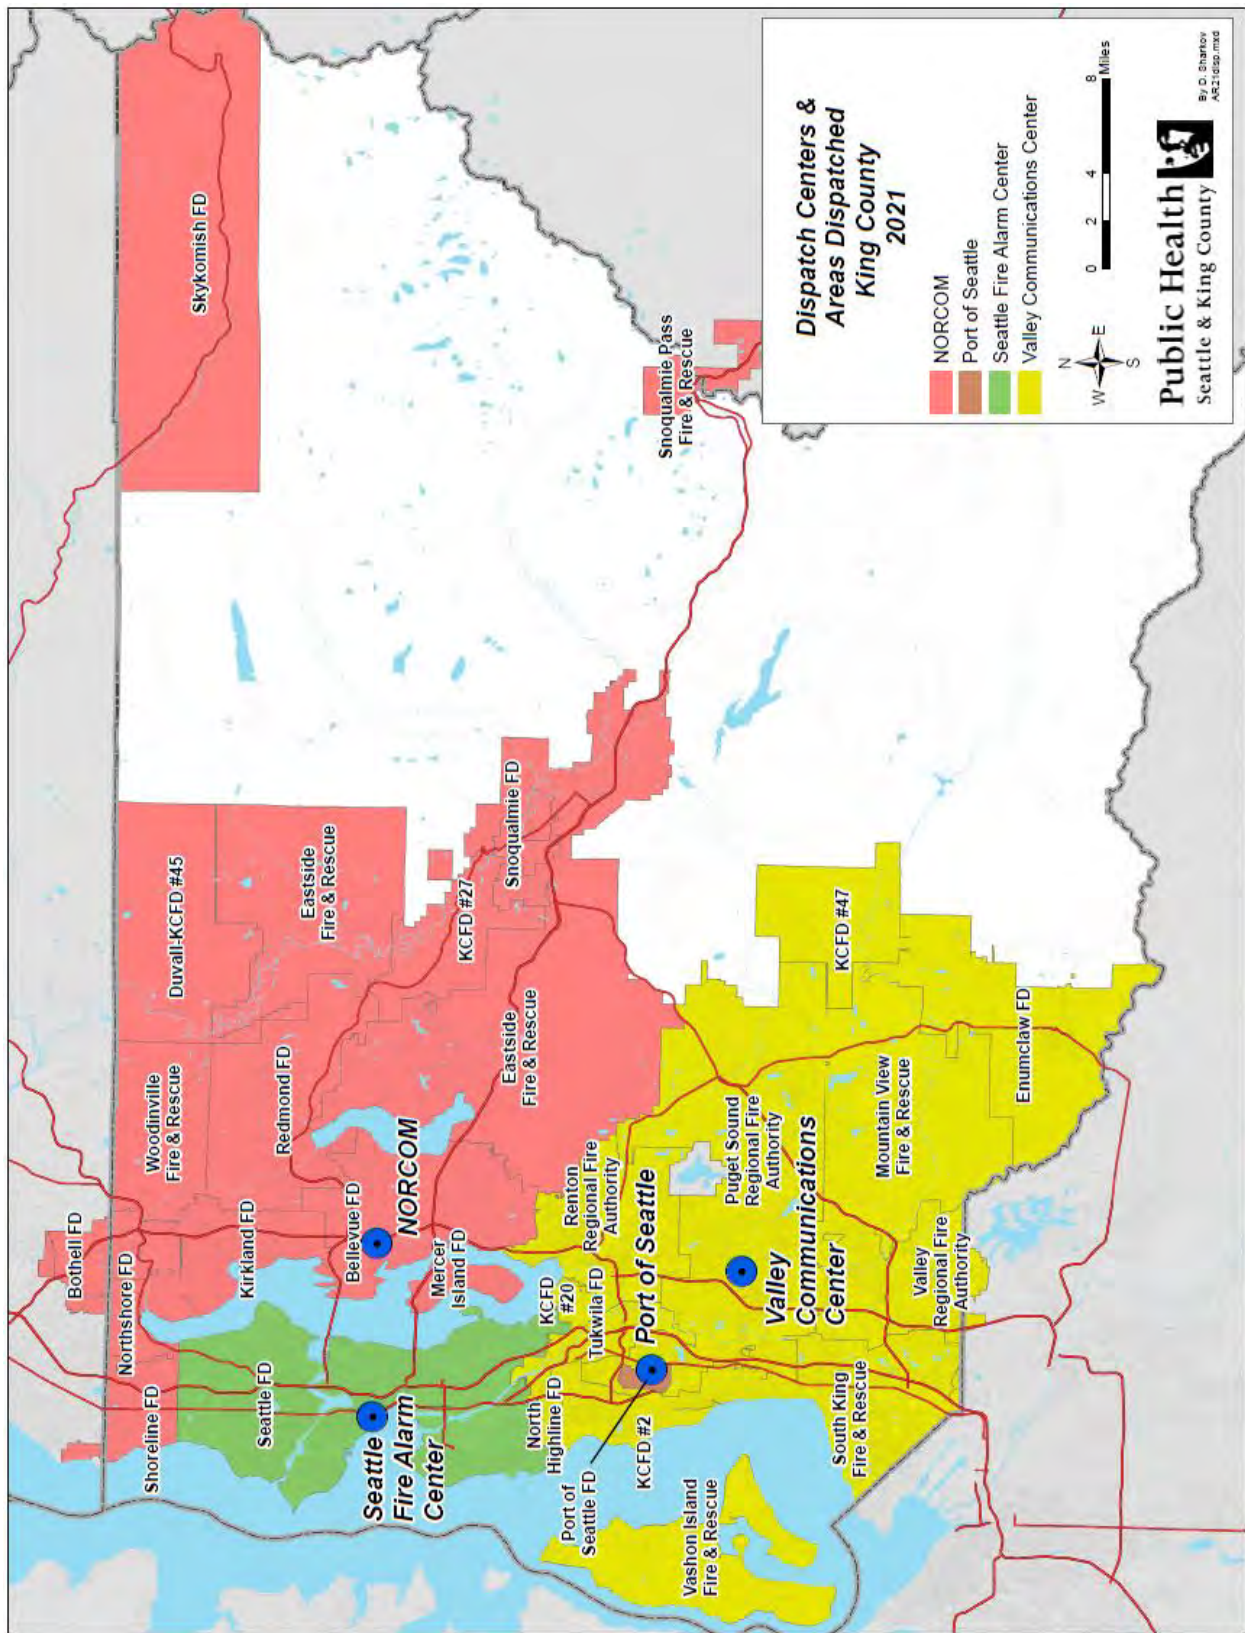 Skykomish FD
Duvall-KCFD #45
Eastside
Fire & Rescue
Woodinville
Fire & Rescue
Bothell FD
Northshore FD
Shoreline FD
Redmond FD
Kirkland FD
Seattle FD
KCFD #27
Snoqualmie FD
Bellevue FD
NORCOM
Seattle
Fire Alarm
Center
Mercer
Island FD
Eastside
Fire & Rescue
Snoqualmie Pass
Fire & Rescue
KCFD
#20
Renton
Regional Fire
Authority
Tukwila FD
North
Highline FD
Port of Seattle
Port of
Seattle FD
KCFD #2
Puget Sound
Regional Fire
Authority
Valley
Communications
Center
KCFD #47
Vashon Island
Fire & Rescue
South King
Fire & Rescue
Mountain View
Fire & Rescue
Valley
Regional Fire
Authority
Enumclaw FD
Dispatch Centers &
Areas Dispatched
King County
2021
NORCOM
Port of Seattle
Seattle Fire Alarm Center
Valley Communications Center
N
W
E
S
0 2 4 8
Miles
Public Health
Seattle & King County
By D. Sharkov
AR21disp.mxd